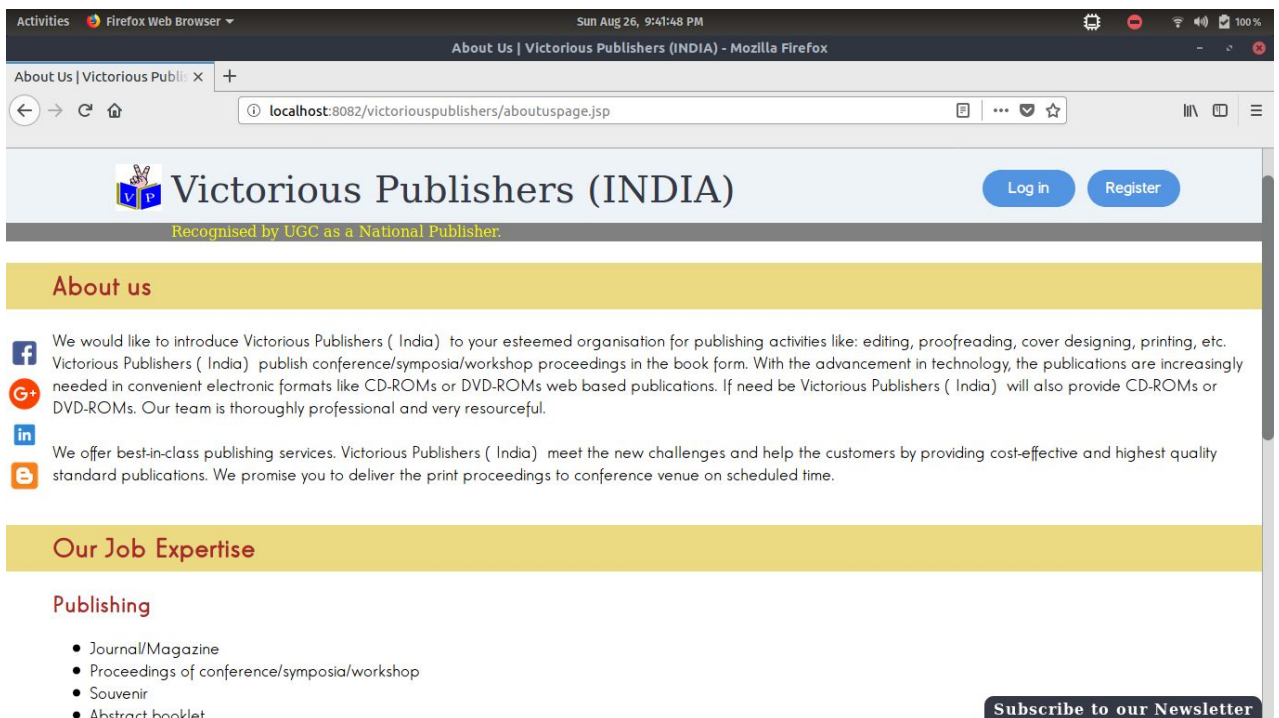 Activities Firefox Web Browser Sun Aug 26, 9:41:48 PM 100 %
About Us | Victorious Publishers (INDIA) - Mozilla Firefox
About Us | Victorious Publis
localhost:8082/victoriouspublishers/aboutuspage.jsp
VP Victorious Publishers (INDIA) Log in Register
Recognised by UGC as a National Publisher.
About us
We would like to introduce Victorious Publishers ( India) to your esteemed organisation for publishing activities like: editing, proofreading, cover designing, printing, etc.
Victorious Publishers ( India) publish conference/symposia/workshop proceedings in the book form. With the advancement in technology, the publications are increasingly
needed in convenient electronic formats like CD-ROMs or DVD-ROMs web based publications. If need be Victorious Publishers ( India) will also provide CD-ROMs or
DVD-ROMs. Our team is thoroughly professional and very resourceful.
We offer best-in-class publishing services. Victorious Publishers ( India) meet the new challenges and help the customers by providing cost-effective and highest quality
standard publications. We promise you to deliver the print proceedings to conference venue on scheduled time.
Our Job Expertise
Publishing
Journal/Magazine
Proceedings of conference/symposia/workshop
Souvenir
Abstract booklet
Subscribe to our Newsletter